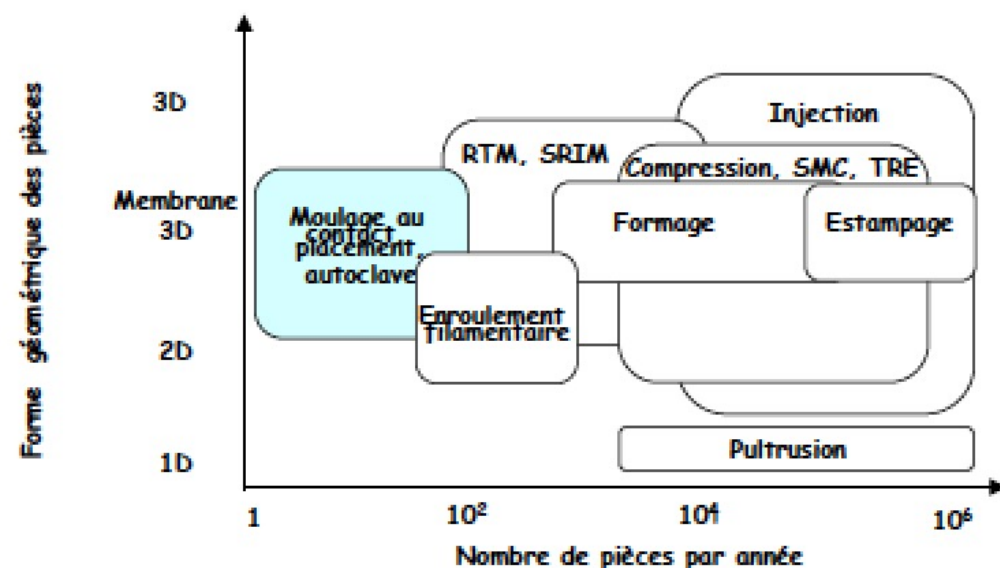 Forme géométrique des pièces
3D
Injection
RTM, SRIM
Compression, SMC, TRE
Membrane
3D
Moulage au
contact,
placement,
autoclave
Formage
Estampage
Enroulement
filamentaire
2D
Pultrusion
1D
1
10²
10⁴
10⁶
Nombre de pièces par année